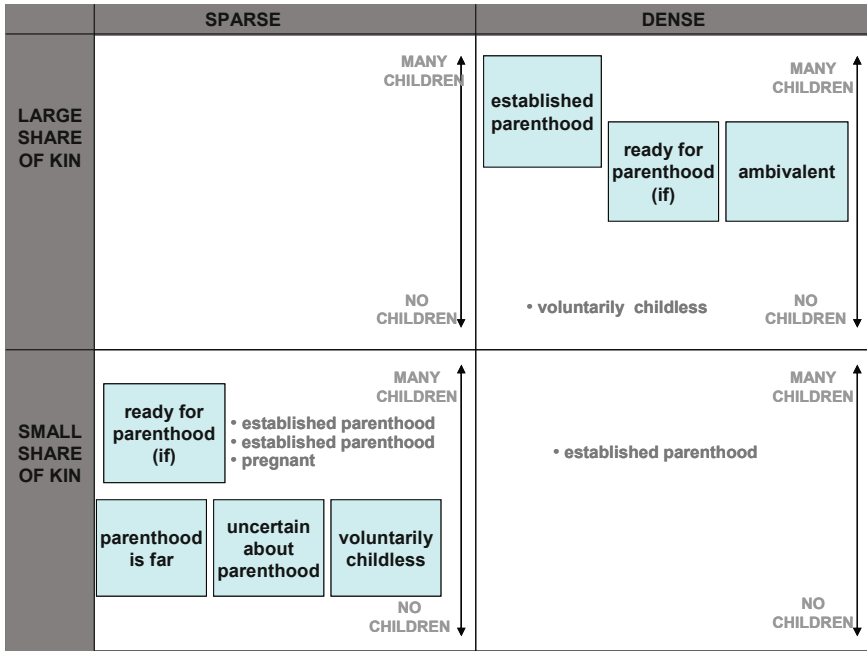 SPARSE
DENSE
LARGE
SHARE
OF KIN
MANY
CHILDREN
NO
CHILDREN
established
parenthood
ready for
parenthood
(if)
ambivalent
MANY
CHILDREN
• voluntarily childless
NO
CHILDREN
SMALL
SHARE
OF KIN
ready for
parenthood
(if)
• established parenthood
• established parenthood
• pregnant
MANY
CHILDREN
parenthood
is far
uncertain
about
parenthood
voluntarily
childless
NO
CHILDREN
MANY
CHILDREN
• established parenthood
NO
CHILDREN